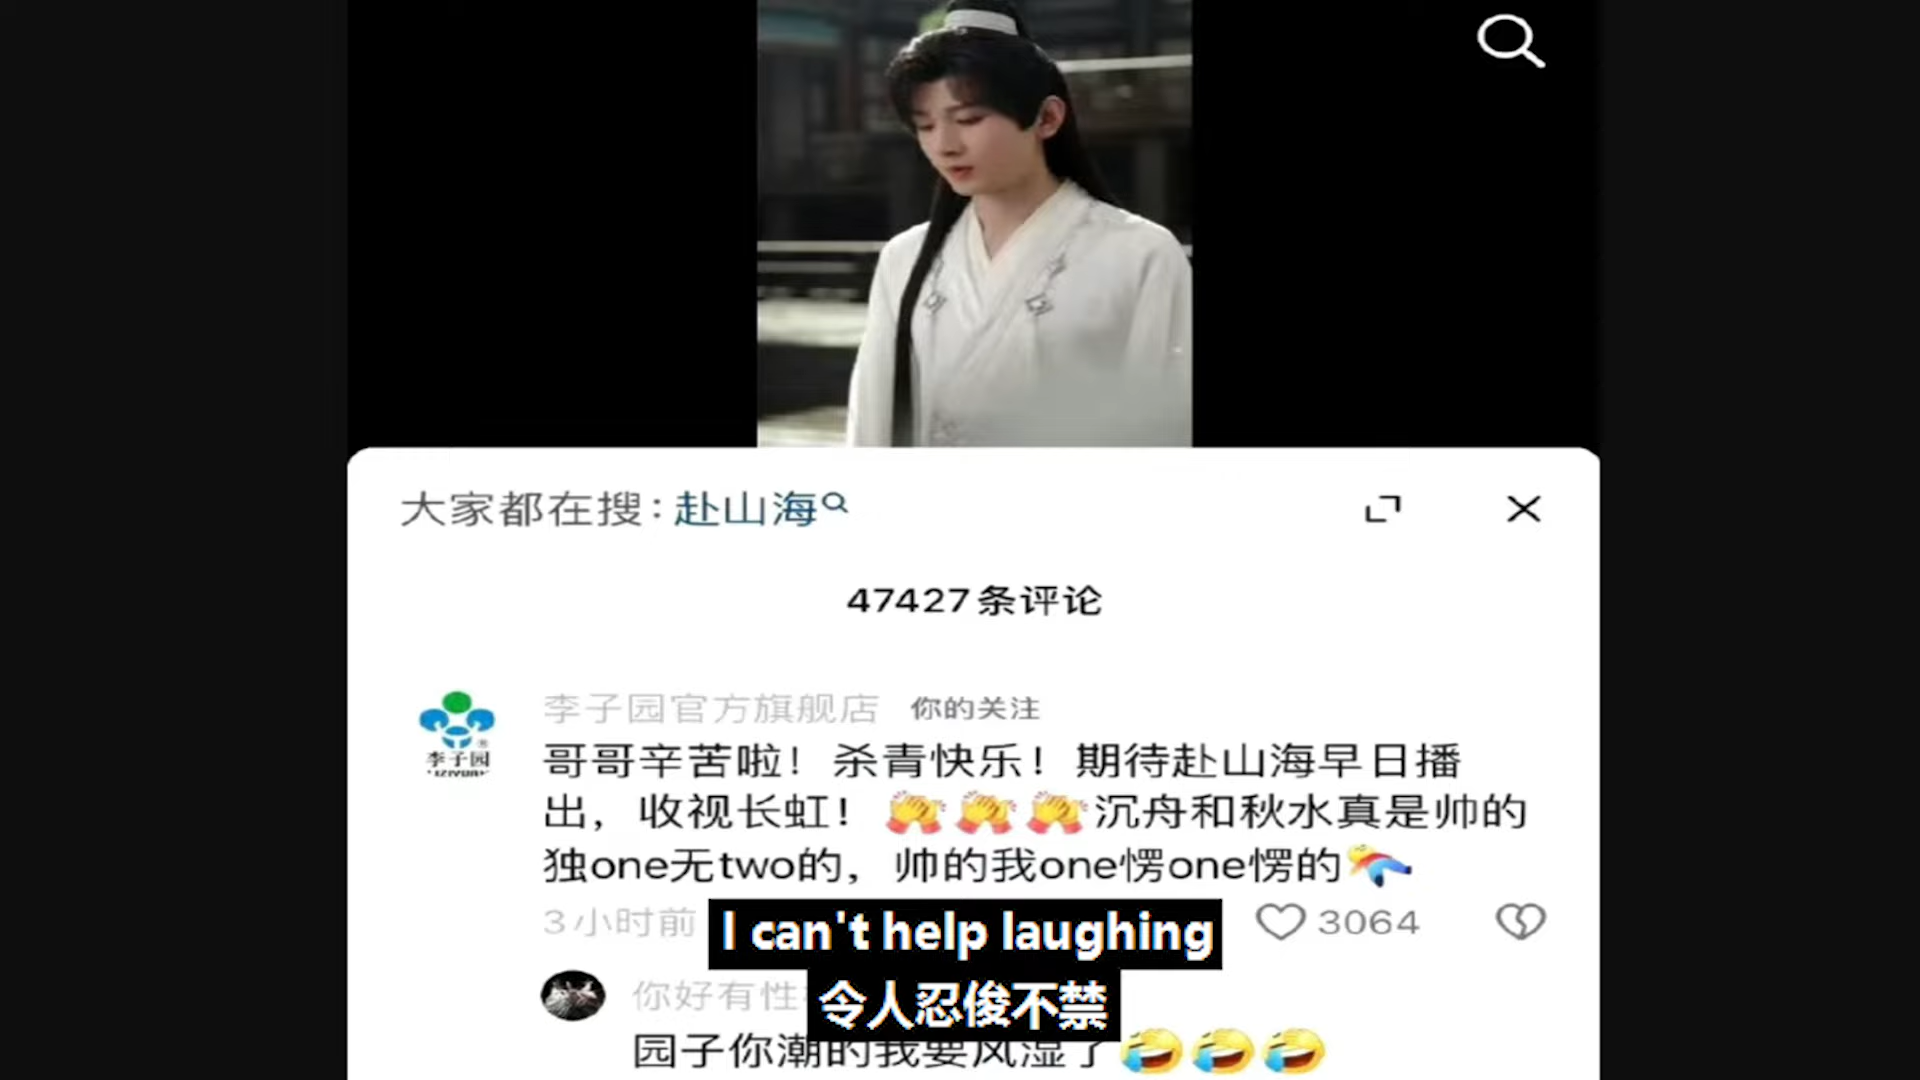 大家都在搜：赴山海
47427条评论
李子园官方旗舰店 你的关注
李子园
哥哥辛苦啦！杀青快乐！期待赴山海早日播
出，收视长虹！沉舟和秋水真是帅的
独one无two的，帅的我one愣one愣的
3小时前 3064
I can't help laughing
你好有性
令人忍俊不禁
园子你潮的我要风湿了